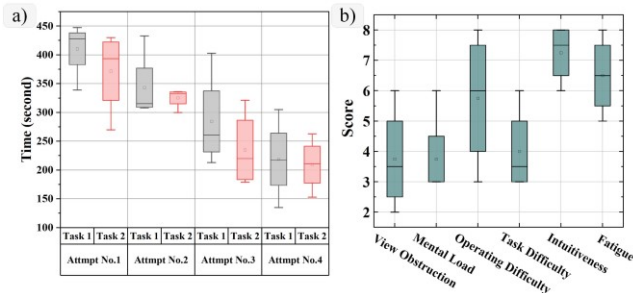 a)
Time (second)
450
400
350
300
250
200
150
100
Task 1 Task 2 Task 1 Task 2 Task 1 Task 2 Task 1 Task 2
Attmpt No.1 Attmpt No.2 Attmpt No.3 Attmpt No.4
b)
Score
8
7
6
5
4
3
2
View Obstruction
Mental Load
Operating Difficulty
Task Difficulty
Intuitiveness
Fatigue